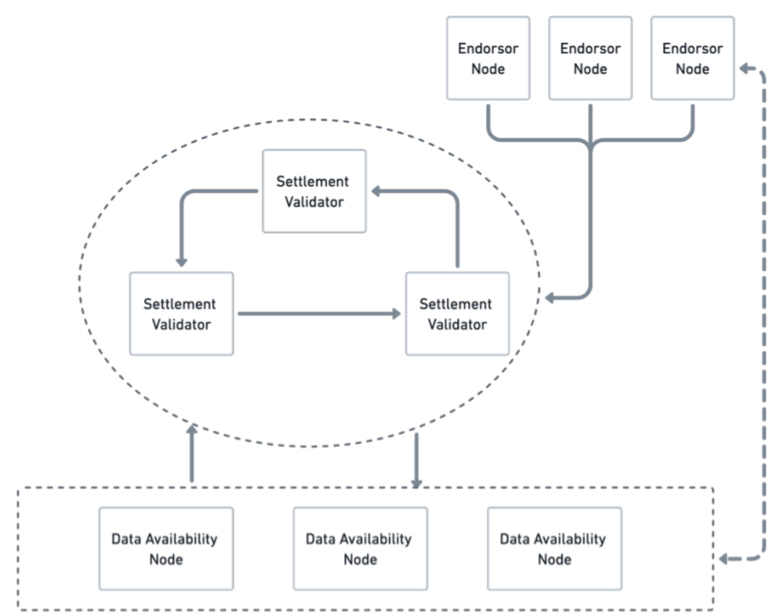 Endorsor
Node
Endorsor
Node
Endorsor
Node
Settlement
Validator
Settlement
Validator
Settlement
Validator
Data Availability
Node
Data Availability
Node
Data Availability
Node